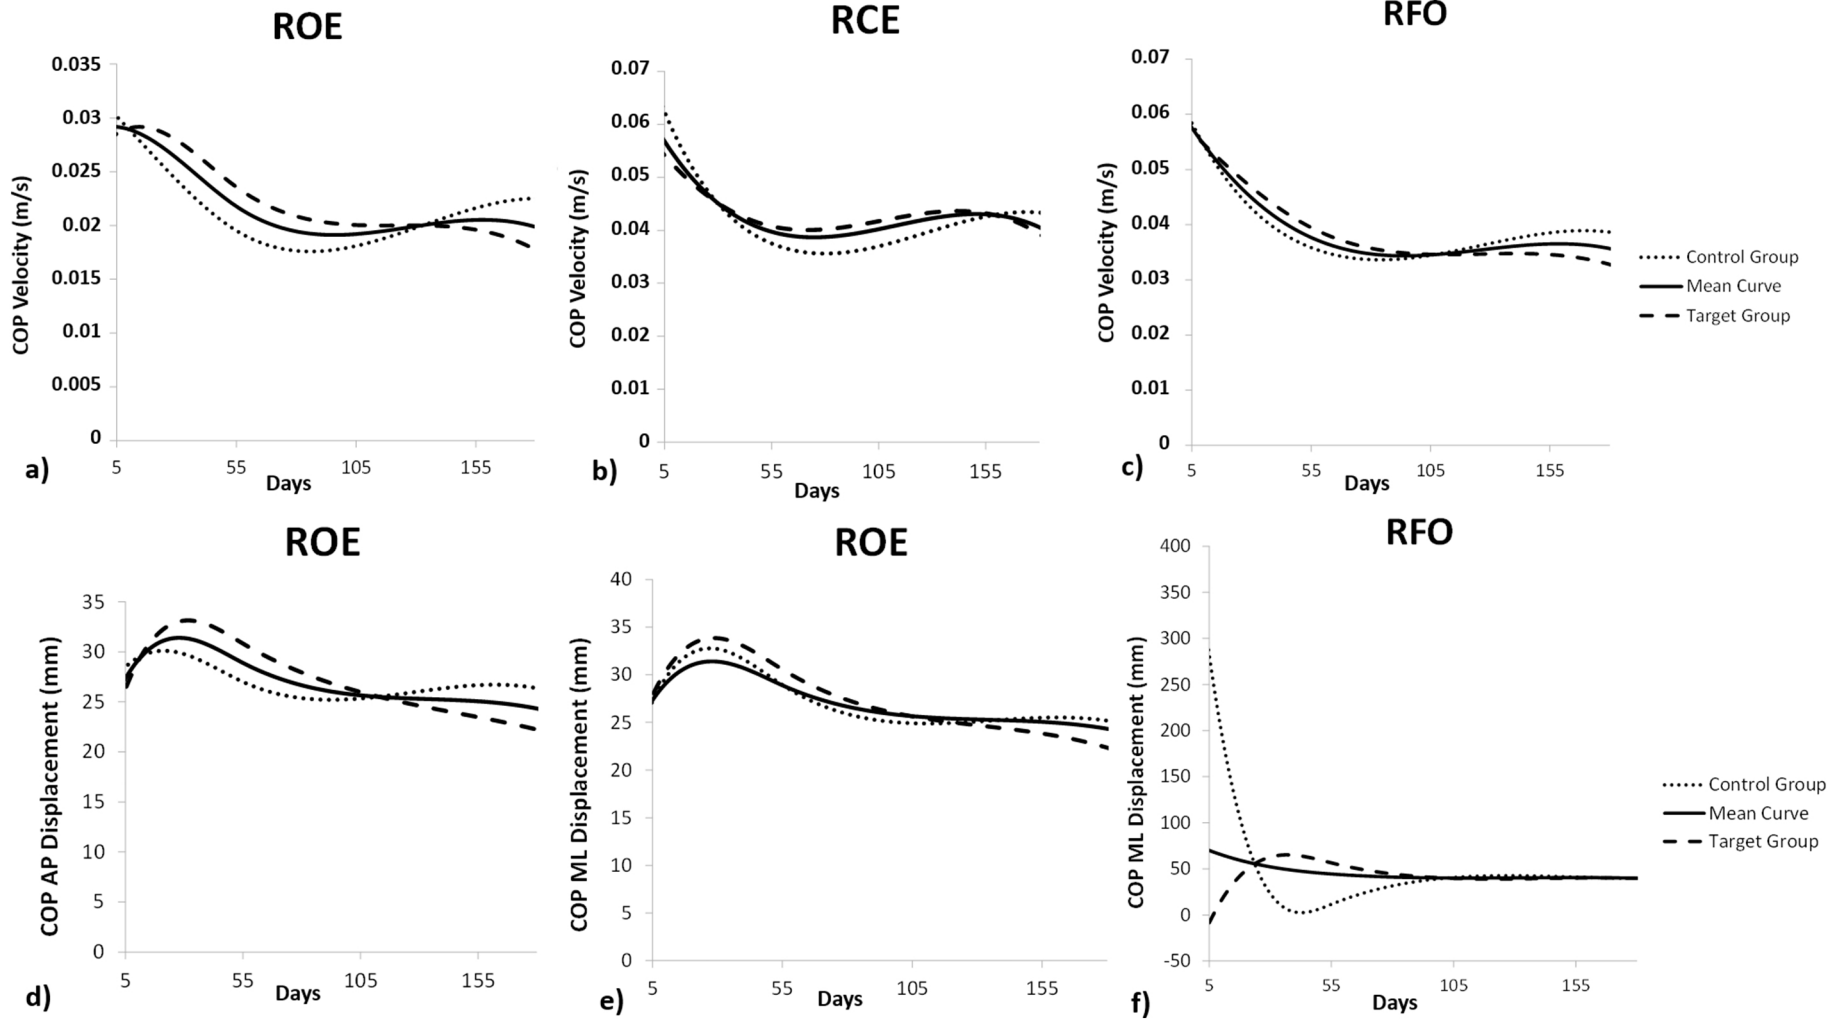 ROE
RCE
RFO
0.035
0.03
0.025
0.02
0.015
0.01
0.005
0
COP Velocity (m/s)
5 55 105 155
Days
a)
0.07
0.06
0.05
0.04
0.03
0.02
0.01
0
COP Velocity (m/s)
5 55 105 155
Days
b)
0.07
0.06
0.05
0.04
0.03
0.02
0.01
0
COP Velocity (m/s)
5 55 105 155
Days
c)
Control Group
Mean Curve
Target Group
ROE
ROE
RFO
35
30
25
20
15
10
5
0
COP AP Displacement (mm)
5 55 105 155
Days
d)
40
35
30
25
20
15
10
5
0
COP ML Displacement (mm)
5 55 105 155
Days
e)
400
350
300
250
200
150
100
50
0
-50
COP ML Displacement (mm)
5 55 105 155
Days
f)
Control Group
Mean Curve
Target Group